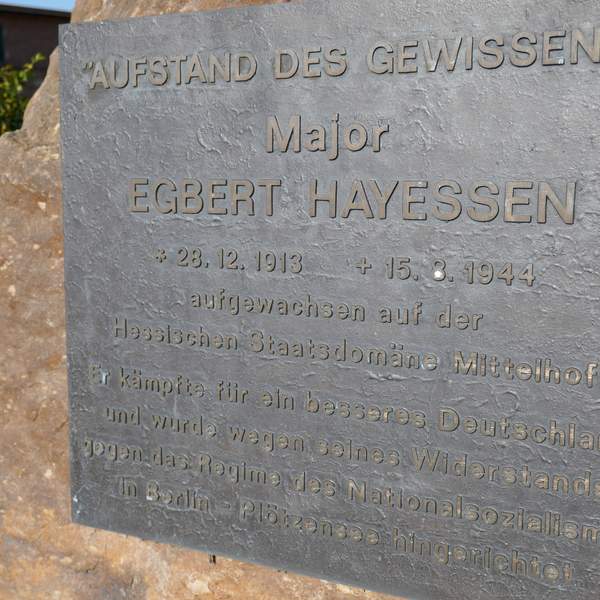 "AUFSTAND DES GEWISSEN
Major
EGBERT HAYESSEN
* 28. 12. 1913 + 15. 8. 1944
aufgewachsen auf der
Hessischen Staatsdomäne Mittelhof
Er kämpfte für ein besseres Deutschlan
und wurde wegen seines Widerstands
gegen das Regime des Nationalsozialism
in Berlin - Plötzensee hingerichtet